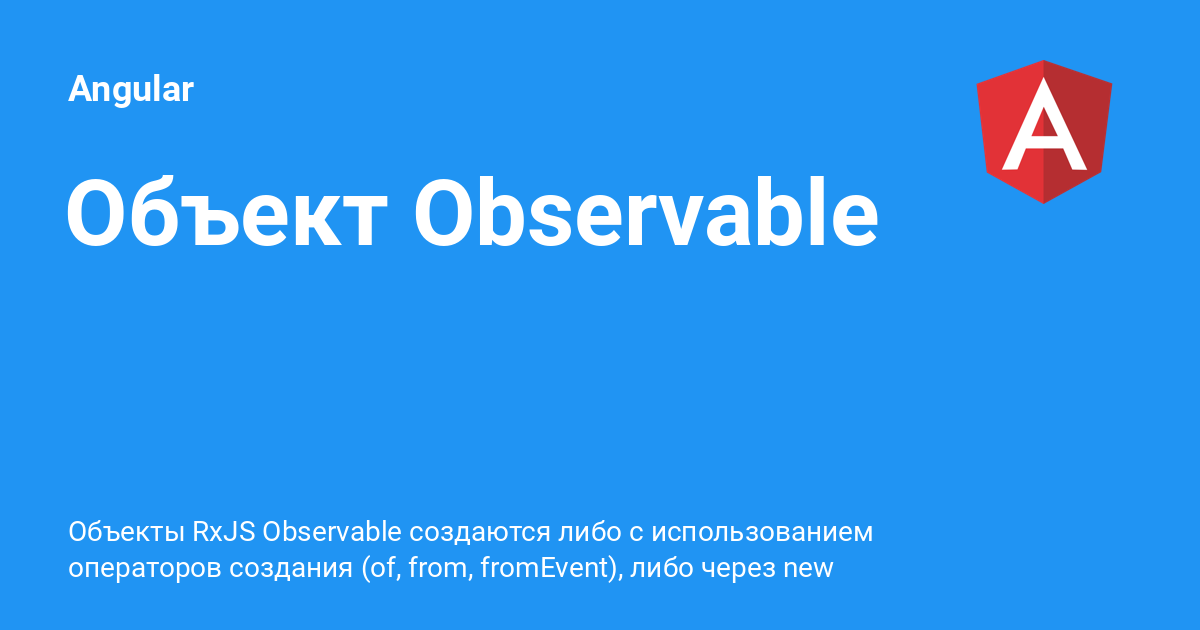 Angular
Объект Observable
Объекты RxJS Observable создаются либо с использованием
операторов создания (of, from, fromEvent), либо через new